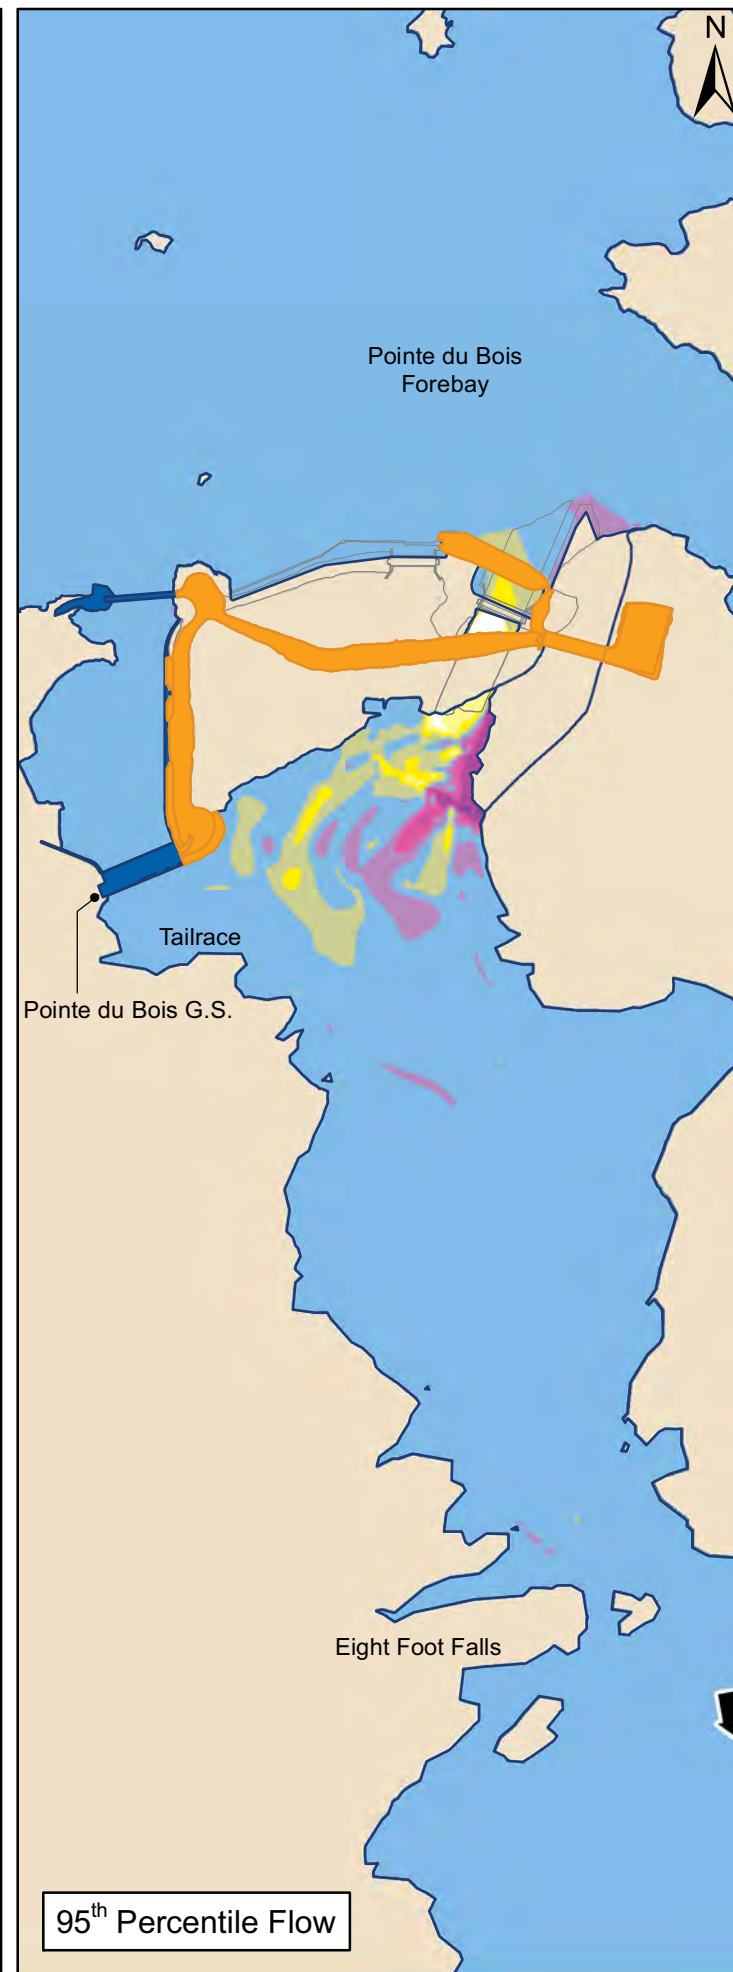 N
Pointe du Bois
Forebay
Tailrace
Pointe du Bois G.S.
Eight Foot Falls
95th Percentile Flow